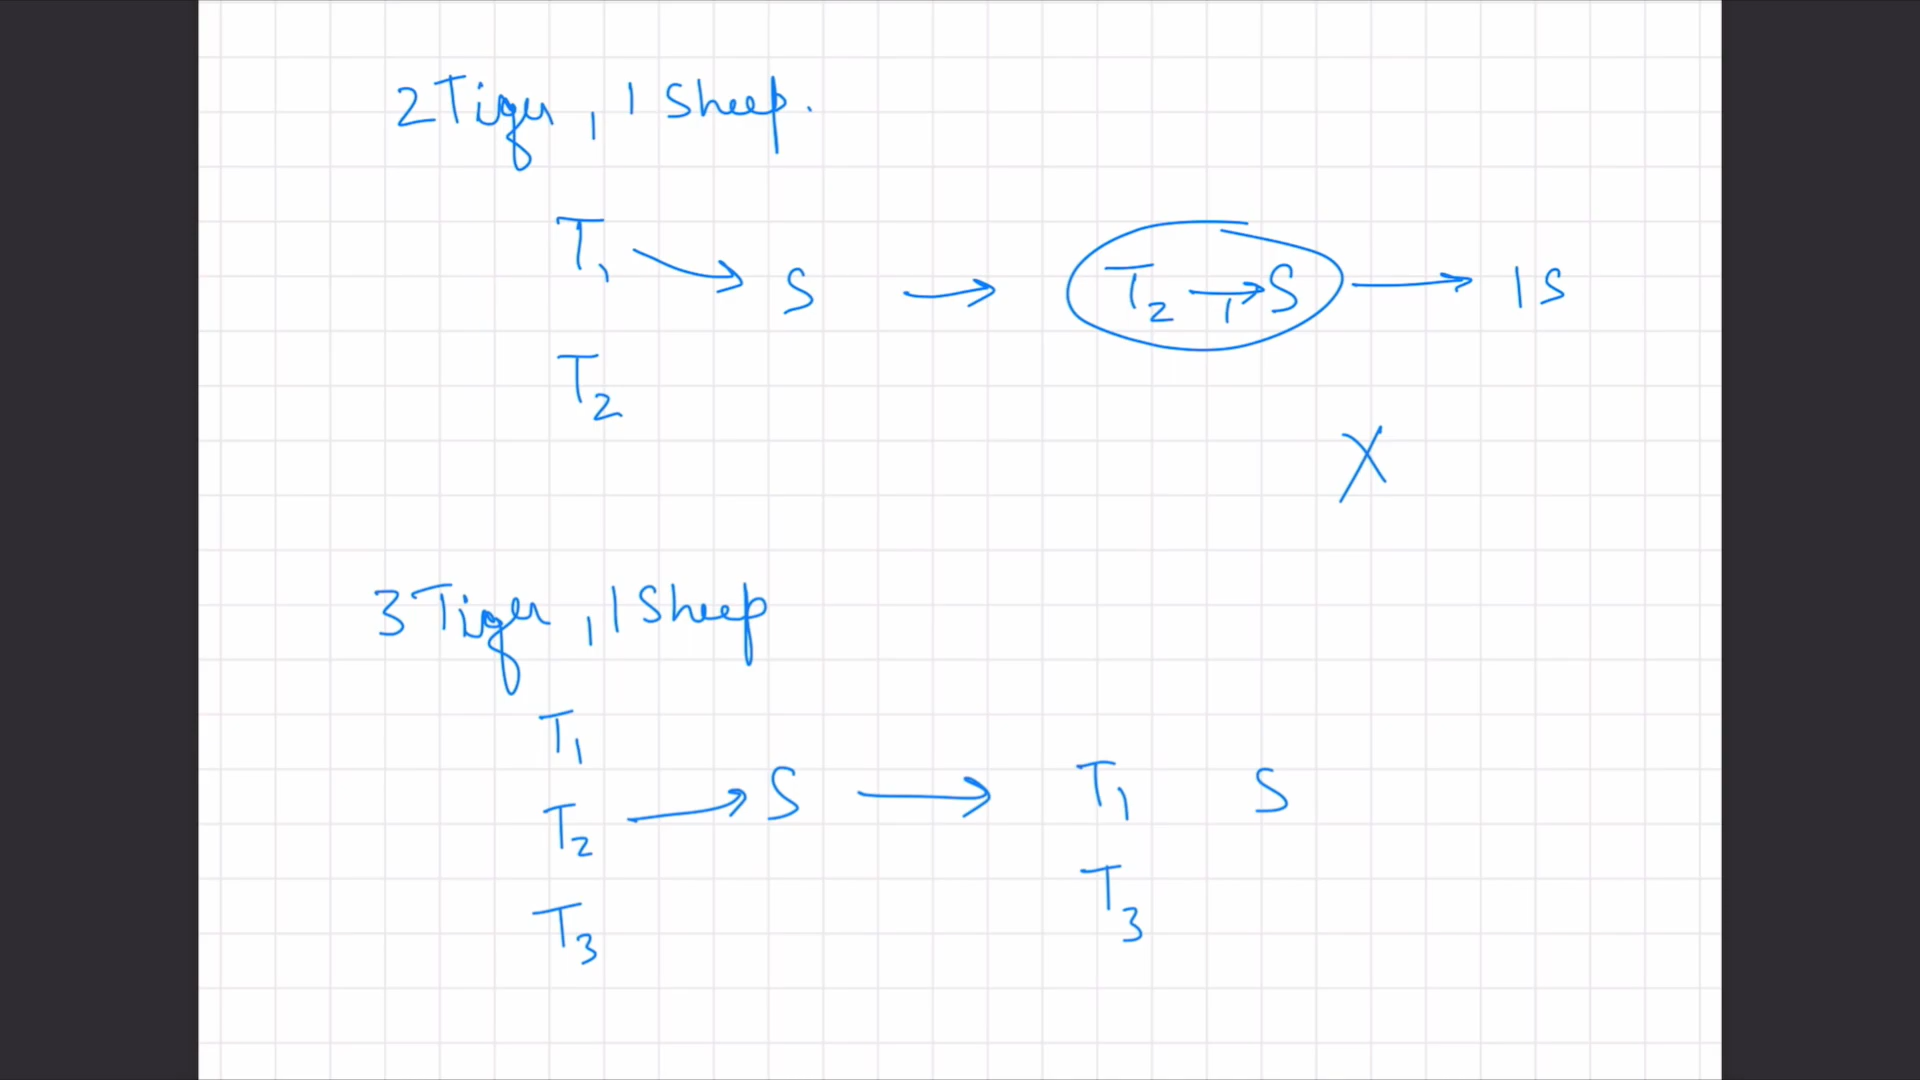 2 Tiger , 1 Sheep.
T1 → S → T2 → S → 1S
T2
X
3 Tiger , 1 Sheep
T1
T2 → S → T1 S
T3 T3